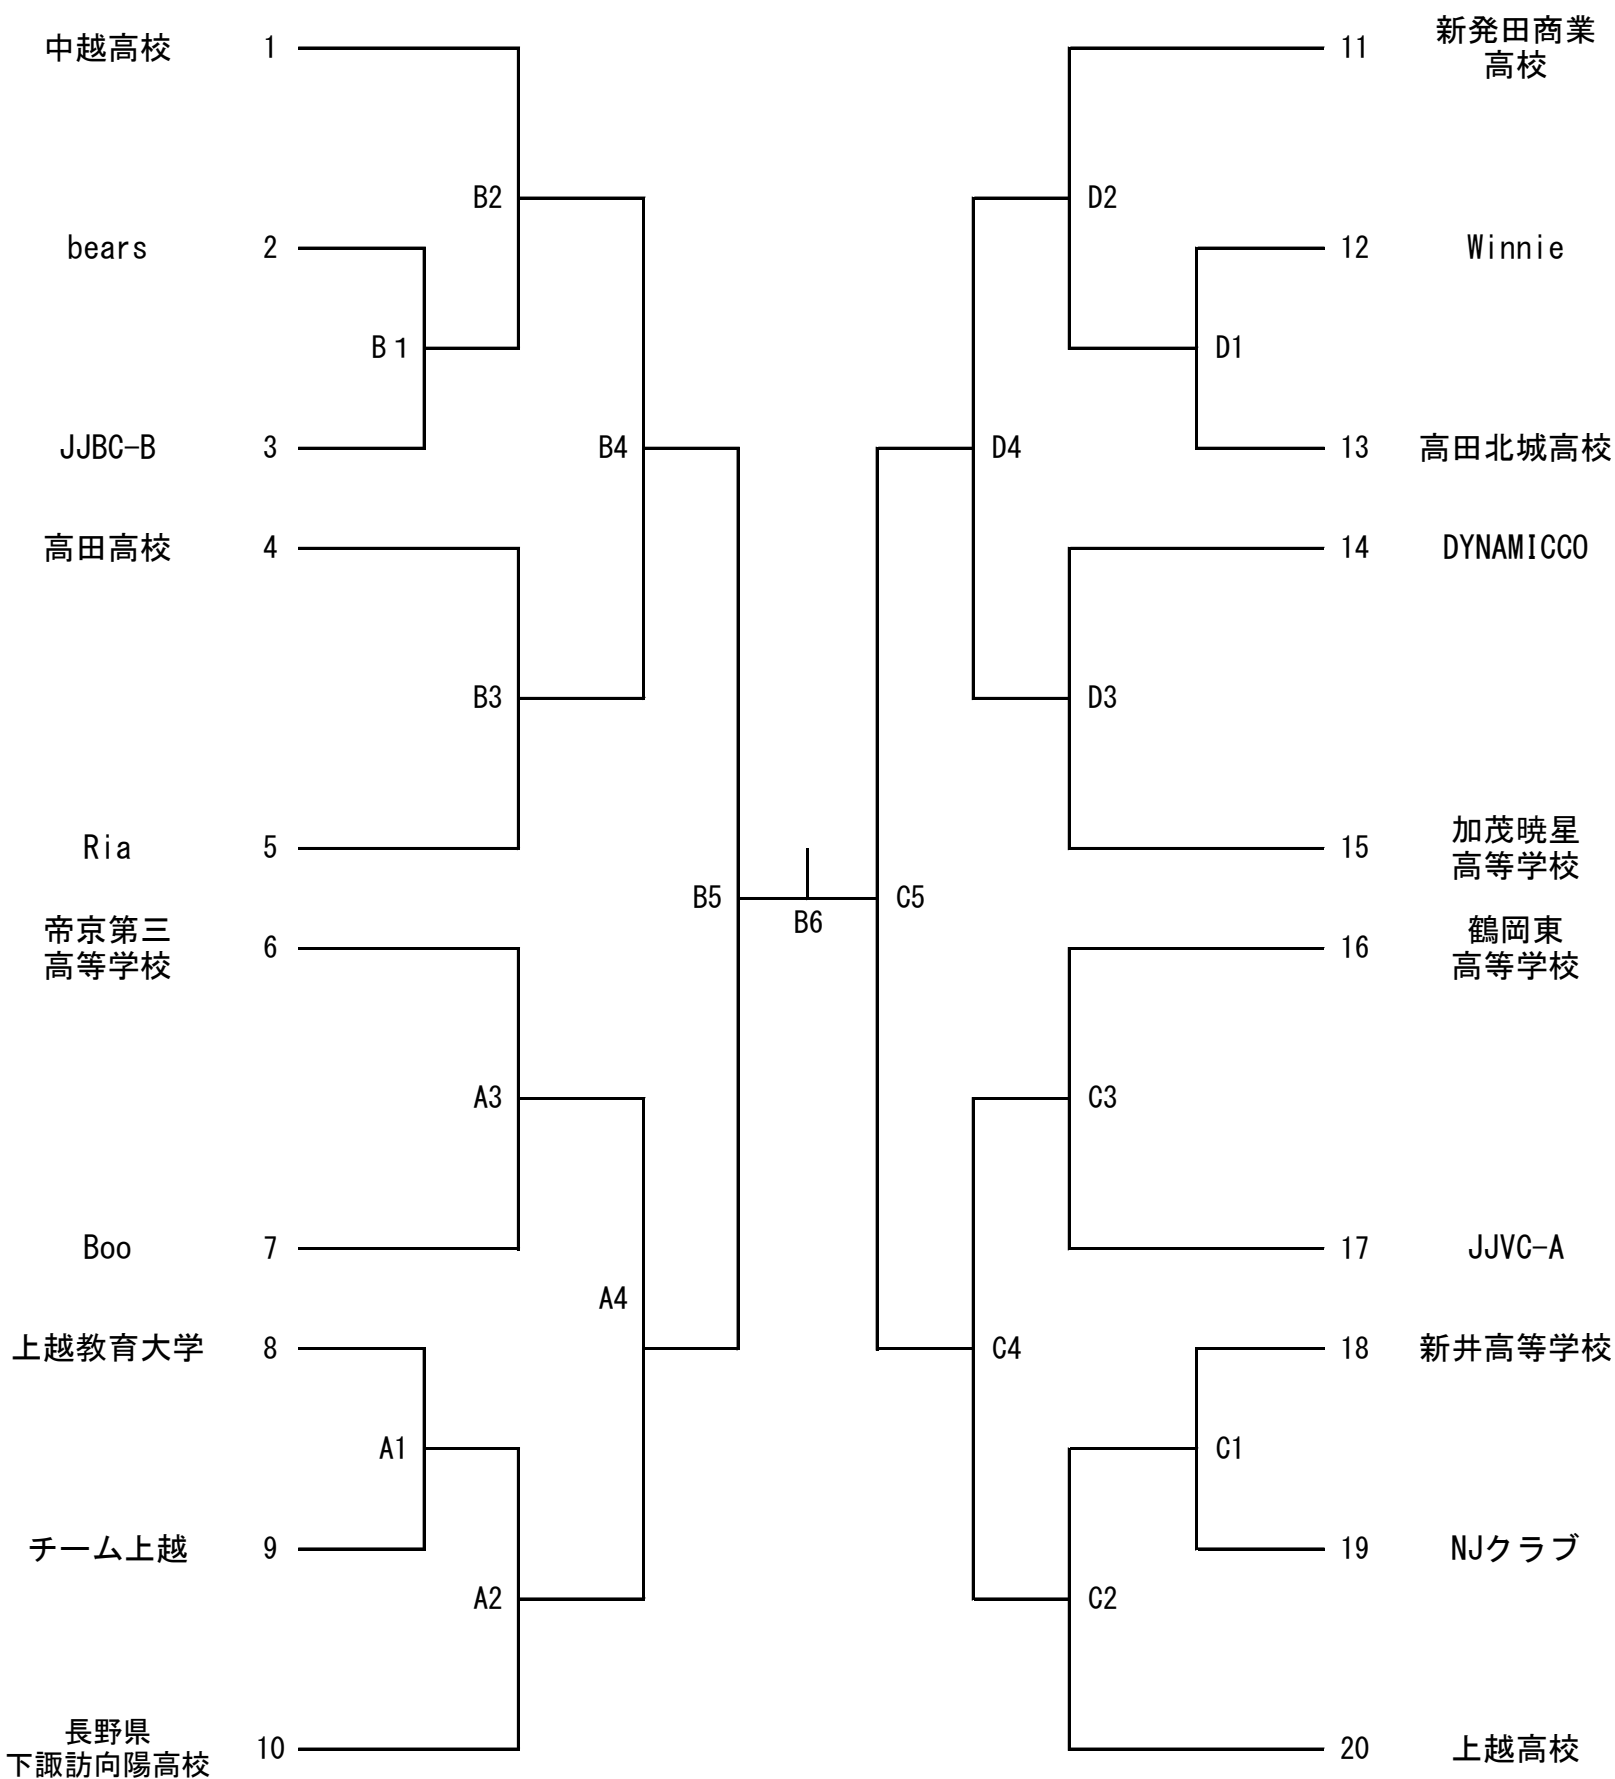 中越高校 1
B2
bears 2
B１
JJBC-B 3
B4
高田高校 4
B3
Ria 5
B5
帝京第三
高等学校 6
A3
Boo 7
A4
上越教育大学 8
A1
チーム上越 9
A2
長野県
下諏訪向陽高校 10
B6
11 新発田商業
高校
D2
12 Winnie
D1
13 高田北城高校
D4
14 DYNAMICCO
D3
15 加茂暁星
高等学校
C5
16 鶴岡東
高等学校
C3
17 JJVC-A
C4
18 新井高等学校
C1
19 NJクラブ
C2
20 上越高校